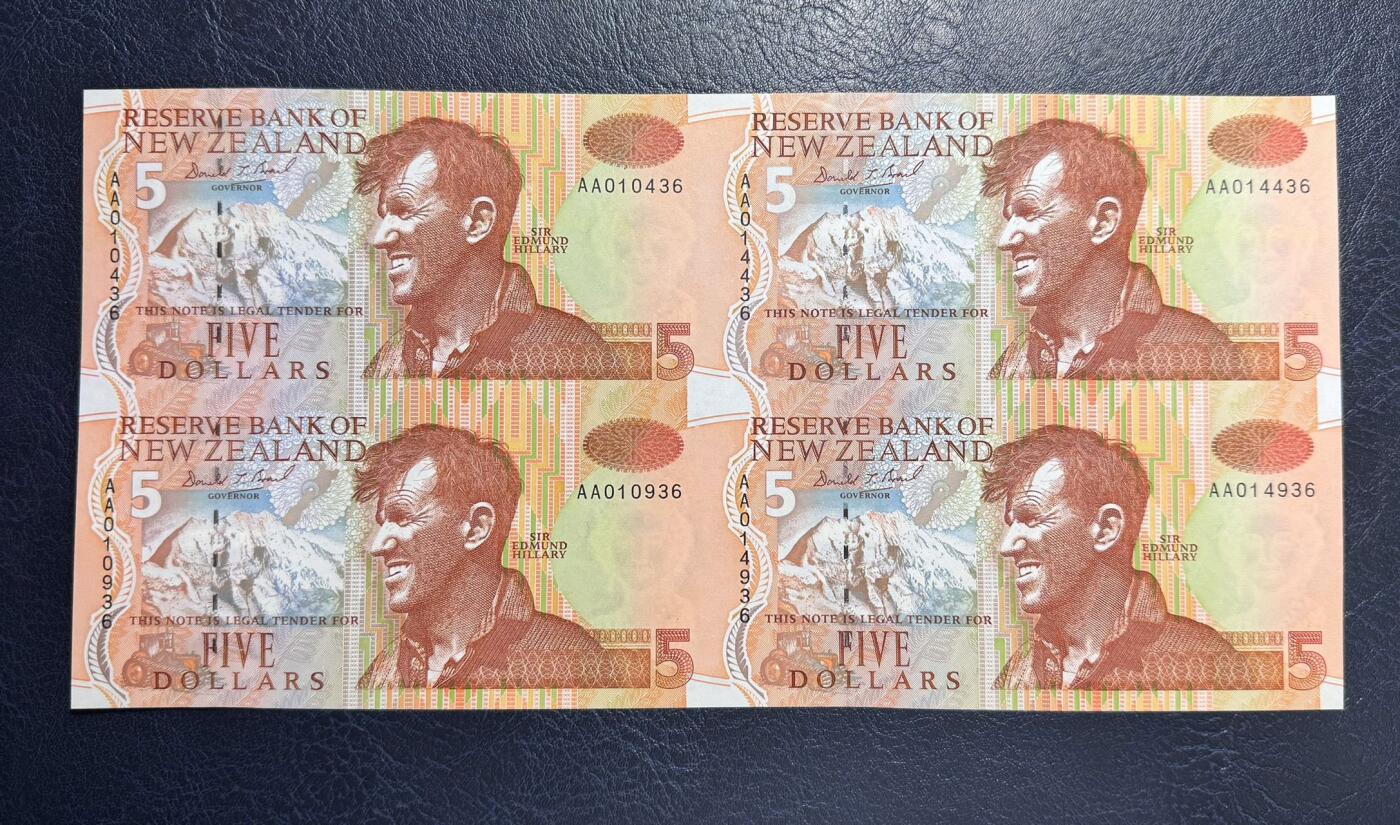 RESERVE BANK OF
NEW ZEALAND
5
GOVERNOR
AA010436
AA010436
SIR
EDMUND
HILLARY
THIS NOTE IS LEGAL TENDER FOR
FIVE
DOLLARS
5
RESERVE BANK OF
NEW ZEALAND
5
GOVERNOR
AA014436
AA014436
SIR
EDMUND
HILLARY
THIS NOTE IS LEGAL TENDER FOR
FIVE
DOLLARS
5
RESERVE BANK OF
NEW ZEALAND
5
GOVERNOR
AA010936
AA010936
SIR
EDMUND
HILLARY
THIS NOTE IS LEGAL TENDER FOR
FIVE
DOLLARS
5
RESERVE BANK OF
NEW ZEALAND
5
GOVERNOR
AA014936
AA014936
SIR
EDMUND
HILLARY
THIS NOTE IS LEGAL TENDER FOR
FIVE
DOLLARS
5